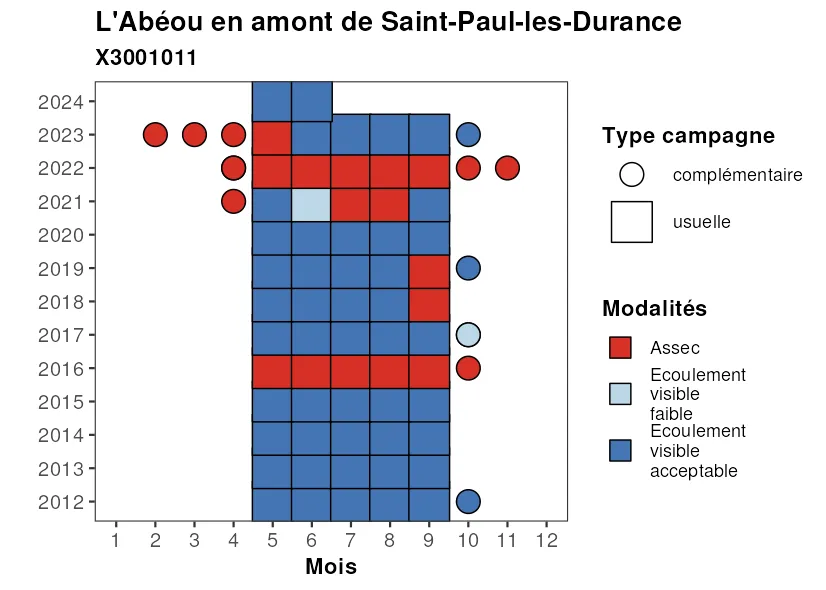 L'Abéou en amont de Saint-Paul-les-Durance
X3001011
2024
2023
2022
2021
2020
2019
2018
2017
2016
2015
2014
2013
2012
1 2 3 4 5 6 7 8 9 10 11 12
Mois
Type campagne
complémentaire
usuelle
Modalités
Assec
Ecoulement
visible
faible
Ecoulement
visible
acceptable